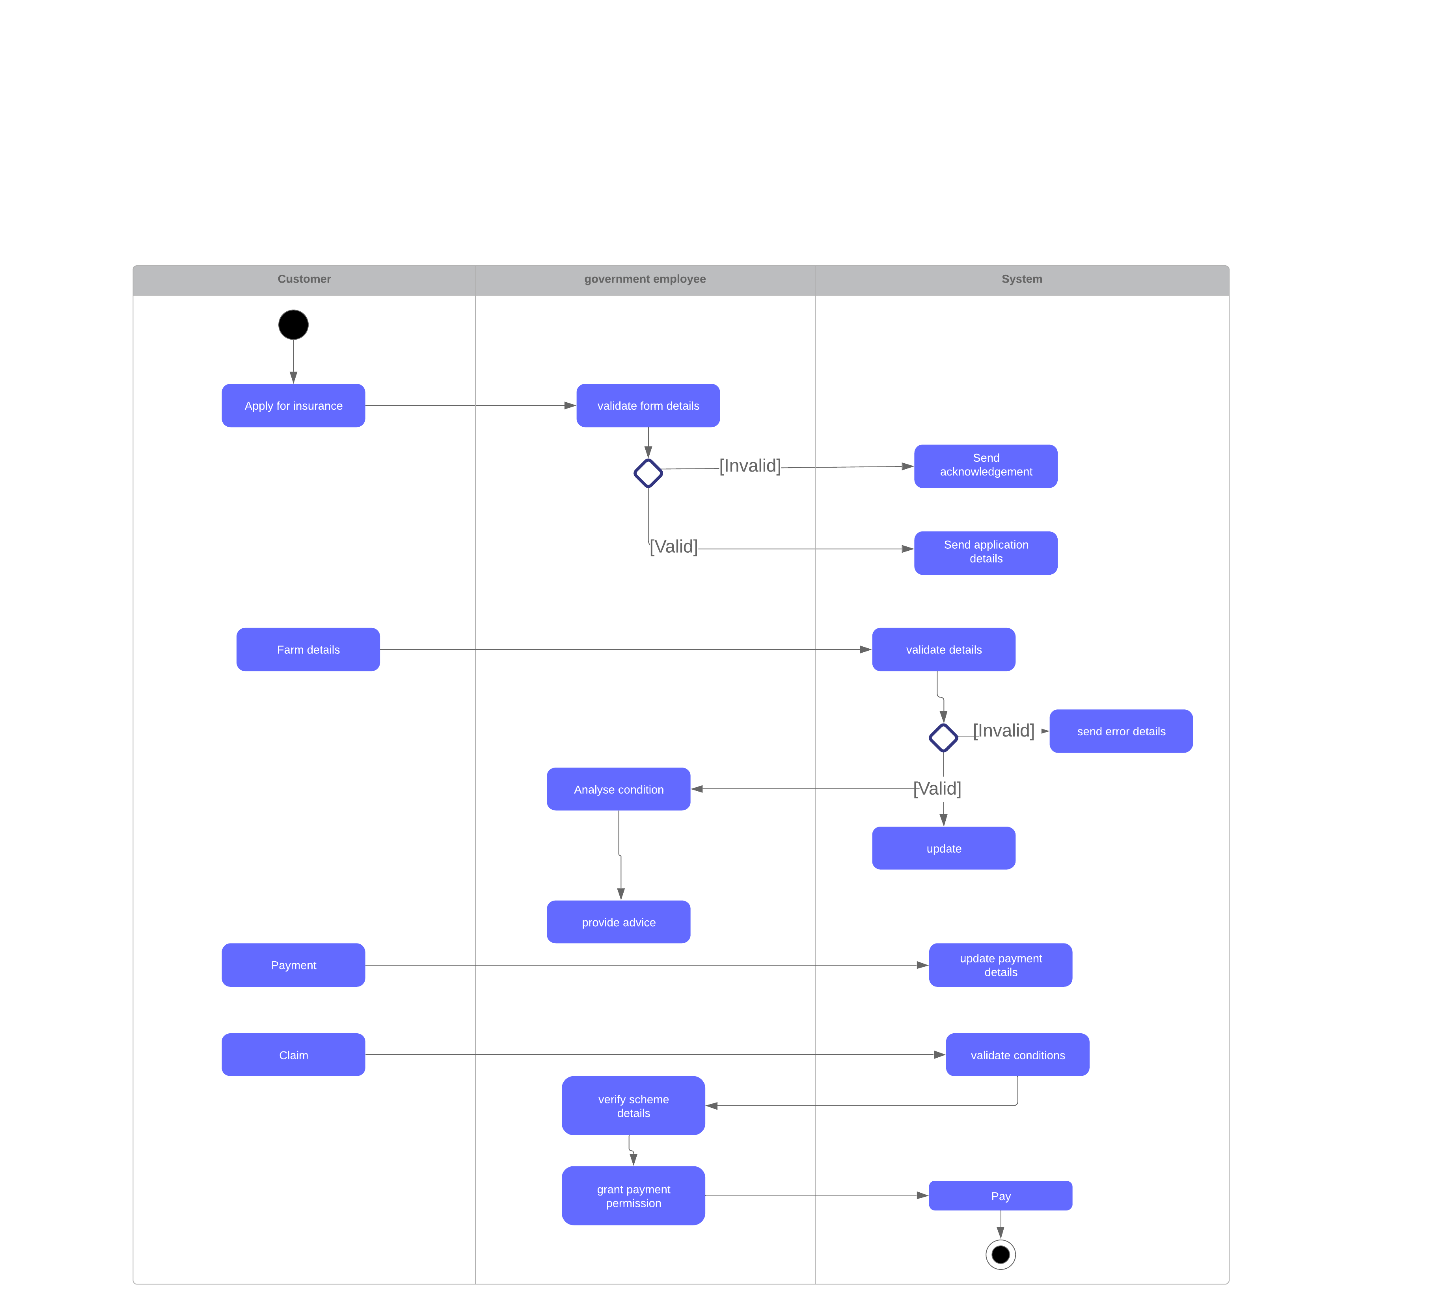 Customer
government employee
System
Apply for insurance
validate form details
[Invalid]
Send
acknowledgement
[Valid]
Send application
details
Farm details
validate details
[Invalid]
send error details
Analyse condition
[Valid]
update
provide advice
Payment
update payment
details
Claim
validate conditions
verify scheme
details
grant payment
permission
Pay